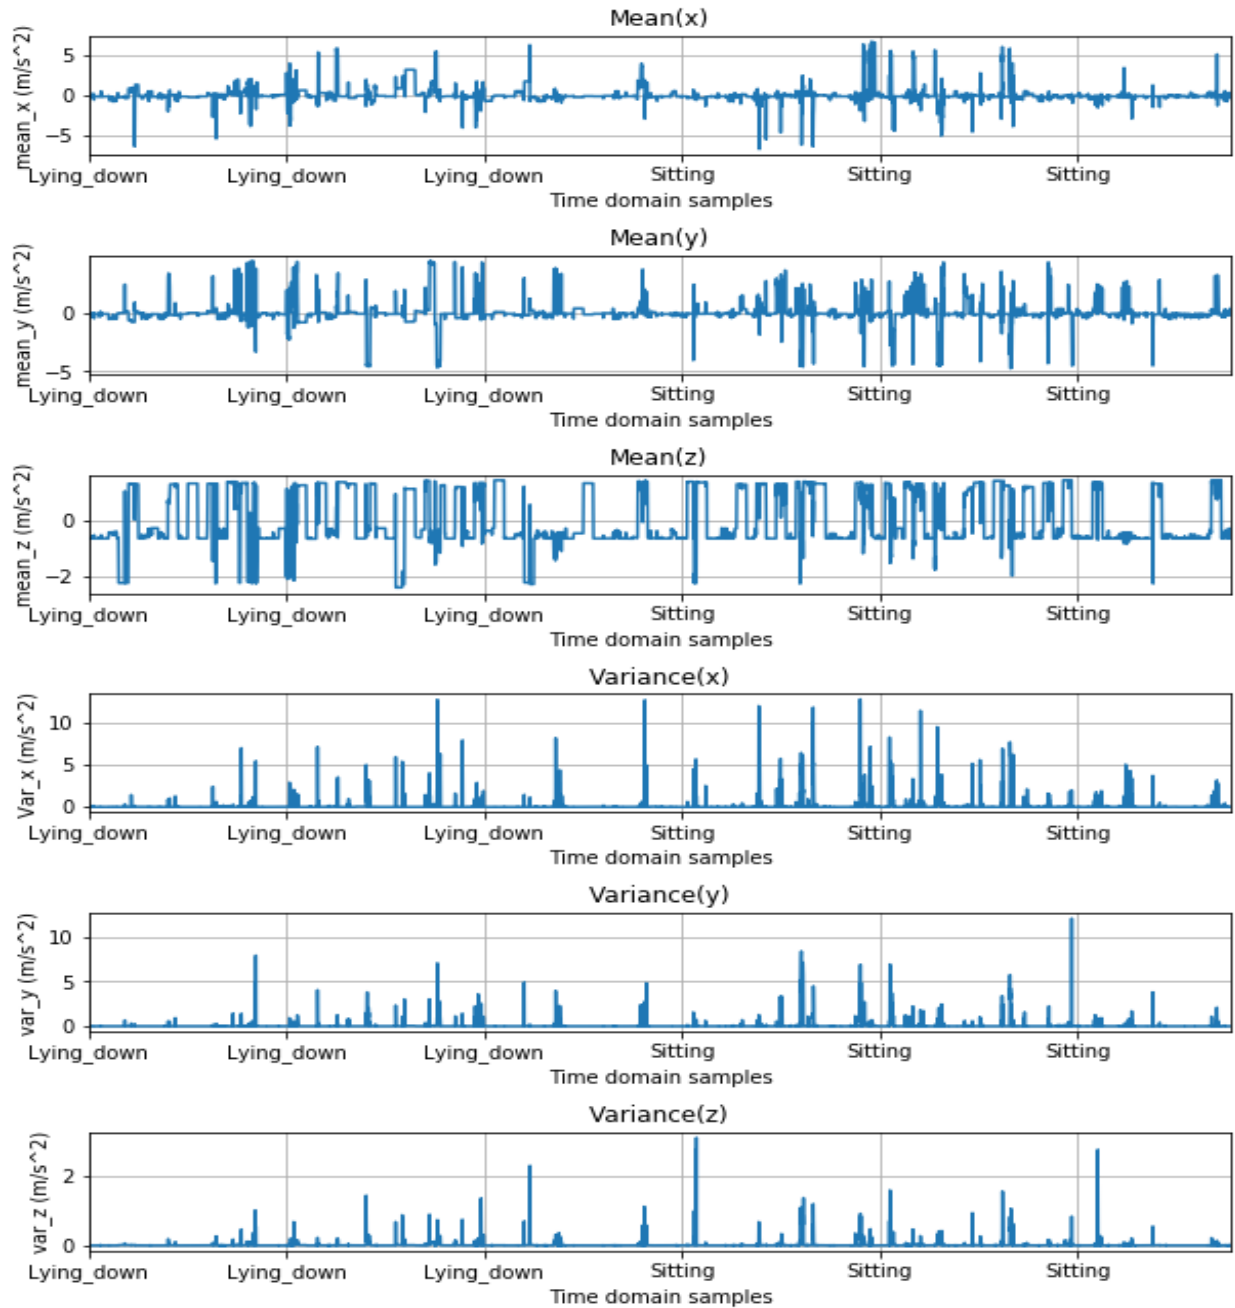 Mean(x)
mean_x (m/s^2)
5
0
−5
Lying_down Lying_down Lying_down Sitting Sitting Sitting
Time domain samples
Mean(y)
mean_y (m/s^2)
0
−5
Lying_down Lying_down Lying_down Sitting Sitting Sitting
Time domain samples
Mean(z)
mean_z (m/s^2)
0
−2
Lying_down Lying_down Lying_down Sitting Sitting Sitting
Time domain samples
Variance(x)
Var_x (m/s^2)
10
5
0
Lying_down Lying_down Lying_down Sitting Sitting Sitting
Time domain samples
Variance(y)
var_y (m/s^2)
10
5
0
Lying_down Lying_down Lying_down Sitting Sitting Sitting
Time domain samples
Variance(z)
var_z (m/s^2)
2
0
Lying_down Lying_down Lying_down Sitting Sitting Sitting
Time domain samples